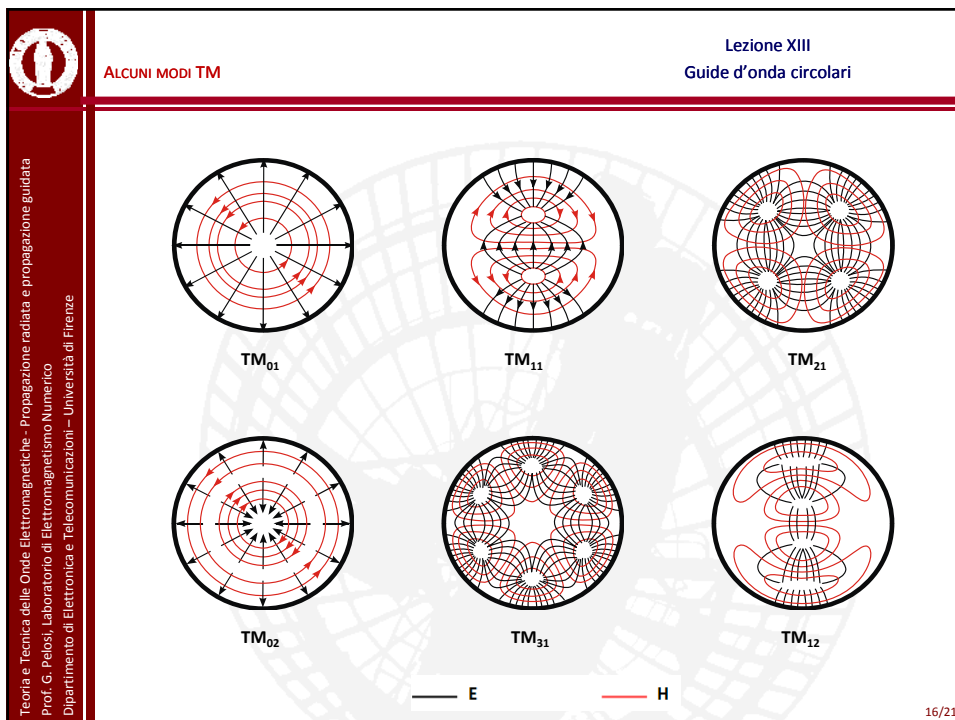 Lezione XIII
ALCUNI MODI TM
Guide d'onda circolari
Teoria e Tecnica delle Onde Elettromagnetiche - Propagazione radiata e propagazione guidata
Prof. G. Pelosi, Laboratorio di Elettromagnetismo Numerico
Dipartimento di Elettronica e Telecomunicazioni – Università di Firenze
TM01
TM11
TM21
TM02
TM31
TM12
E
H
16/21